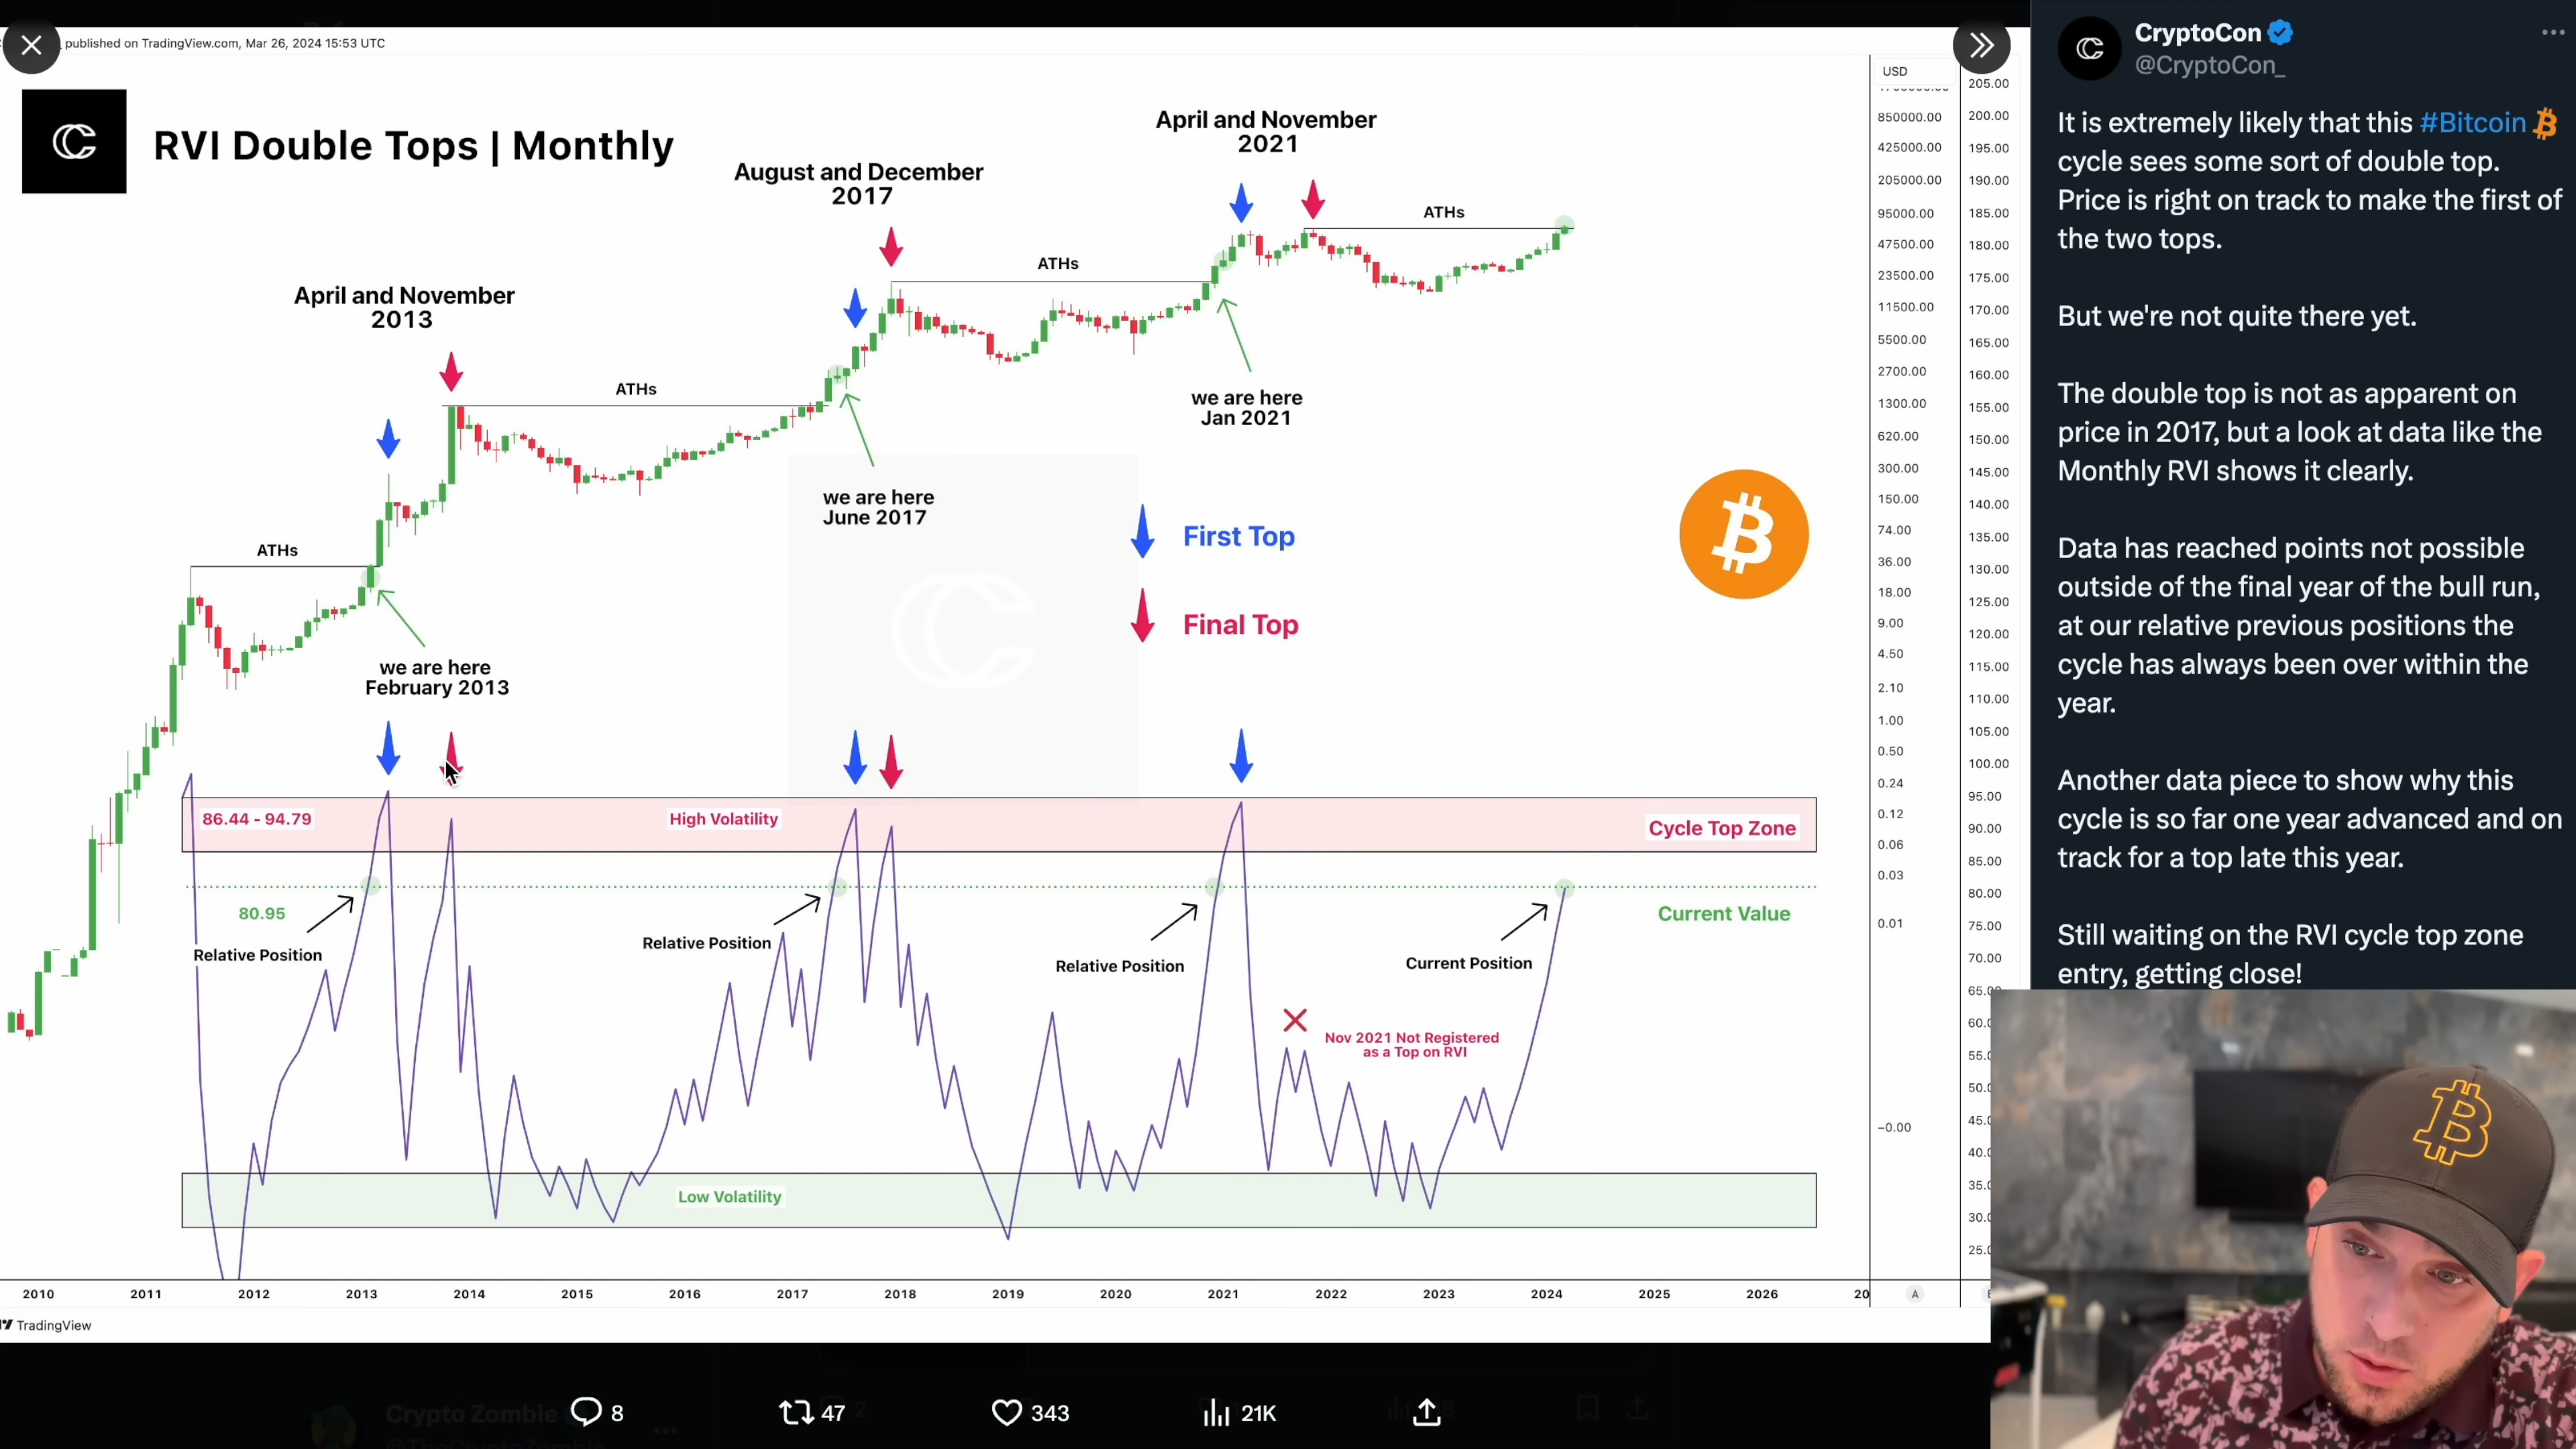 published on TradingView.com, Mar 26, 2024 15:53 UTC
RVI Double Tops | Monthly
April and November
2013
August and December
2017
April and November
2021
ATHs
ATHs
ATHs
ATHs
we are here
February 2013
we are here
June 2017
we are here
Jan 2021
First Top
Final Top
86.44 - 94.79
High Volatility
Cycle Top Zone
80.95
Current Value
Relative Position
Relative Position
Relative Position
Current Position
Nov 2021 Not Registered
as a Top on RVI
Low Volatility
USD
850000.00
425000.00
205000.00
95000.00
47500.00
23500.00
11500.00
5500.00
2700.00
1300.00
620.00
300.00
150.00
74.00
36.00
18.00
9.00
4.50
2.10
1.00
0.50
0.24
0.12
0.06
0.03
0.01
−0.00
205.00
200.00
195.00
190.00
185.00
180.00
175.00
170.00
165.00
160.00
155.00
150.00
145.00
140.00
135.00
130.00
125.00
120.00
115.00
110.00
105.00
100.00
95.00
90.00
85.00
80.00
75.00
70.00
2010 2011 2012 2013 2014 2015 2016 2017 2018 2019 2020 2021 2022 2023 2024 2025 2026 20
A
TradingView
CryptoCon
@CryptoCon_
It is extremely likely that this #Bitcoin
cycle sees some sort of double top.
Price is right on track to make the first of
the two tops.
But we're not quite there yet.
The double top is not as apparent on
price in 2017, but a look at data like the
Monthly RVI shows it clearly.
Data has reached points not possible
outside of the final year of the bull run,
at our relative previous positions the
cycle has always been over within the
year.
Another data piece to show why this
cycle is so far one year advanced and on
track for a top late this year.
Still waiting on the RVI cycle top zone
entry, getting close!
Crypto Zombie
8 47 343 21K